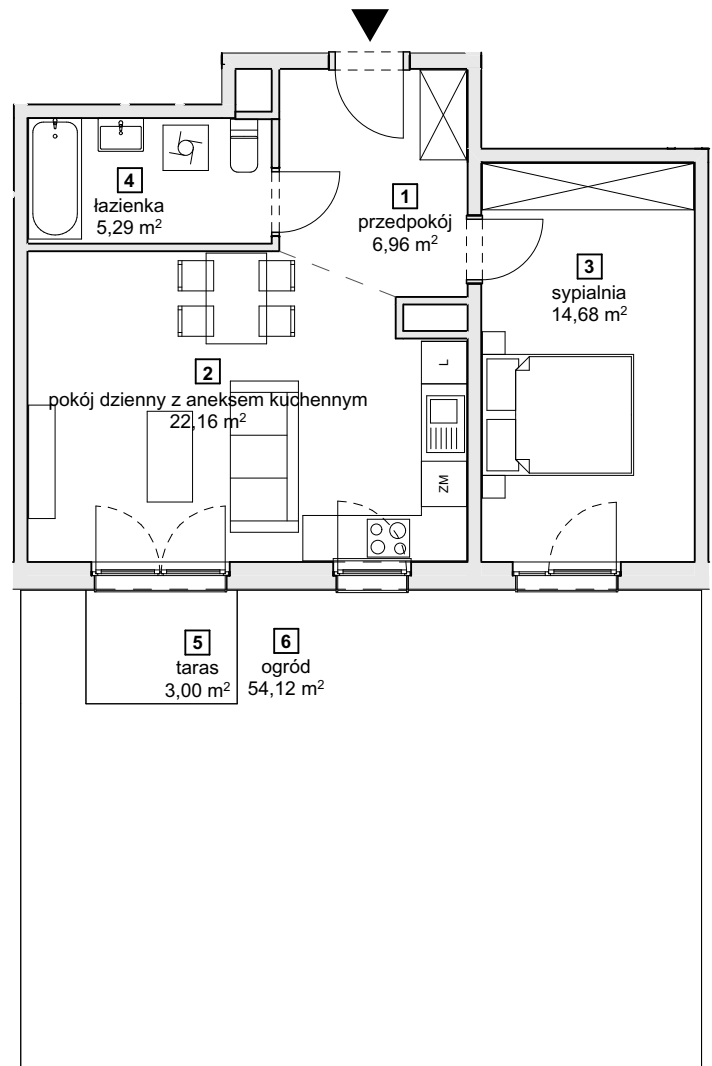 1
przedpokój
6,96 m²
4
łazienka
5,29 m²
3
sypialnia
14,68 m²
2
pokój dzienny z aneksem kuchennym
22,16 m²
L
ZM
5
taras
3,00 m²
6
ogród
54,12 m²